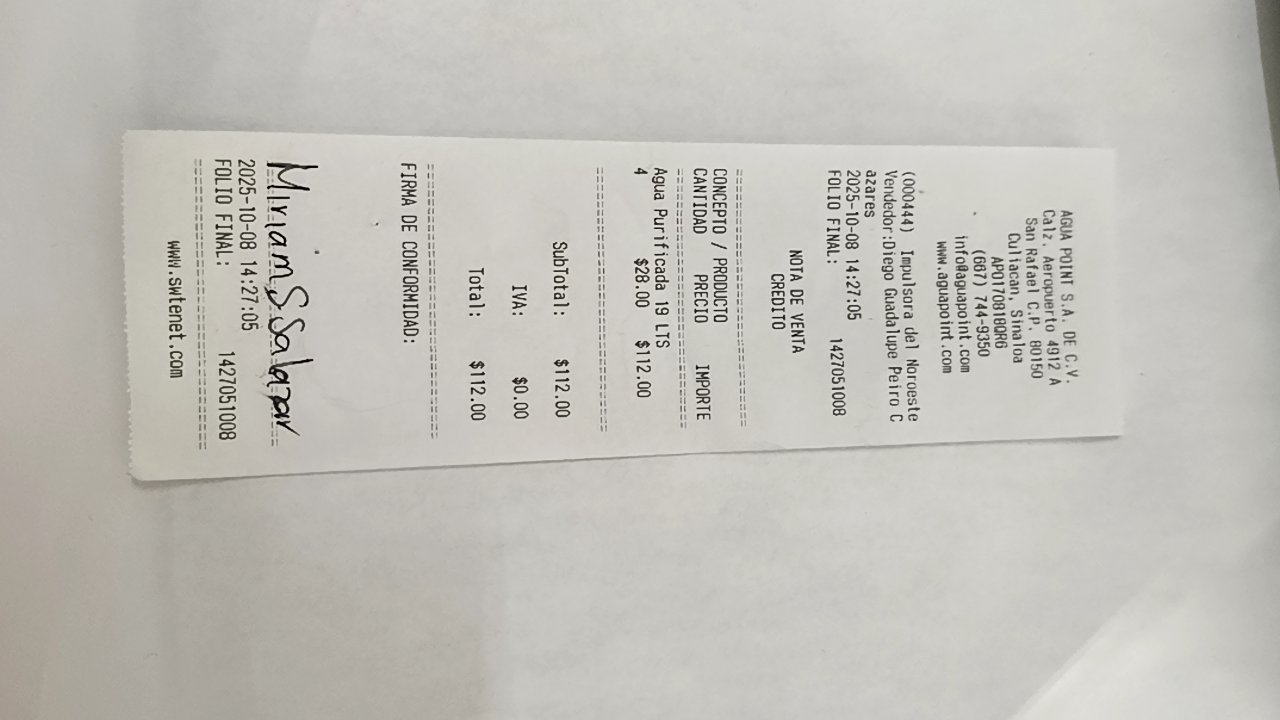 AGUA POINT S.A. DE C.V.
Calz. Aeropuerto 4912 A
San Rafael C.P. 80150
Culiacan, Sinaloa
APO170818QR6
(667) 744-9350
info@aguapoint.com
www.aguapoint.com
(000444) Impulsora del Noroeste
Vendedor:Diego Guadalupe Peiro C
azares
2025-10-08 14:27:05
FOLIO FINAL: 1427051008
NOTA DE VENTA
CREDITO
================================
CONCEPTO / PRODUCTO
CANTIDAD PRECIO IMPORTE
================================
Agua Purificada 19 LTS
4 $28.00 $112.00
================================
SubTotal: $112.00
IVA: $0.00
Total: $112.00
================================
FIRMA DE CONFORMIDAD:
Miriam S Salazar
2025-10-08 14:27:05
FOLIO FINAL: 1427051008
================================
www.swtenet.com